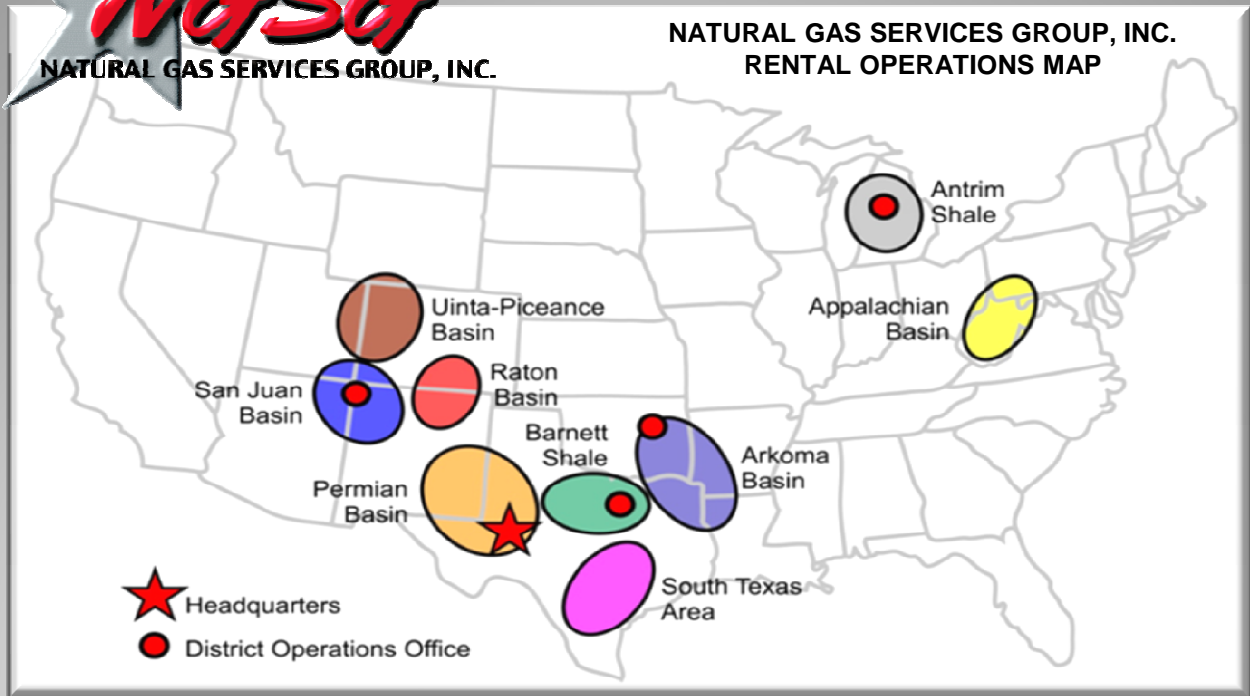 NATURAL GAS SERVICES GROUP, INC.
NATURAL GAS SERVICES GROUP, INC.
RENTAL OPERATIONS MAP
Antrim
Shale
Appalachian
Basin
Uinta-Piceance
Basin
San Juan
Basin
Raton
Basin
Barnett
Shale
Arkoma
Basin
Permian
Basin
South Texas
Area
Headquarters
District Operations Office